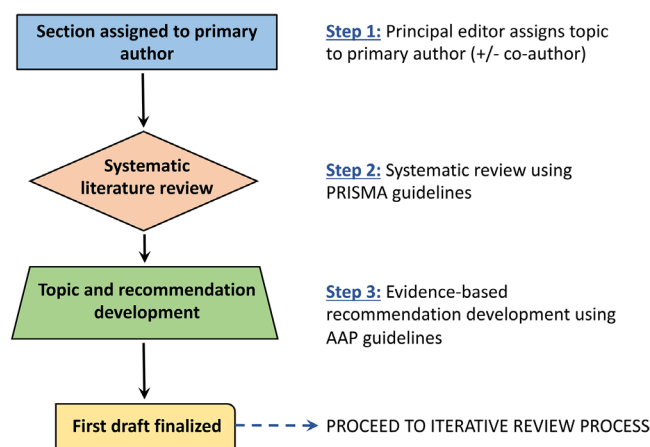 Section assigned to primary
author
Step 1: Principal editor assigns topic
to primary author (+/- co-author)
Systematic
literature review
Step 2: Systematic review using
PRISMA guidelines
Topic and recommendation
development
Step 3: Evidence-based
recommendation development using
AAP guidelines
First draft finalized
PROCEED TO ITERATIVE REVIEW PROCESS